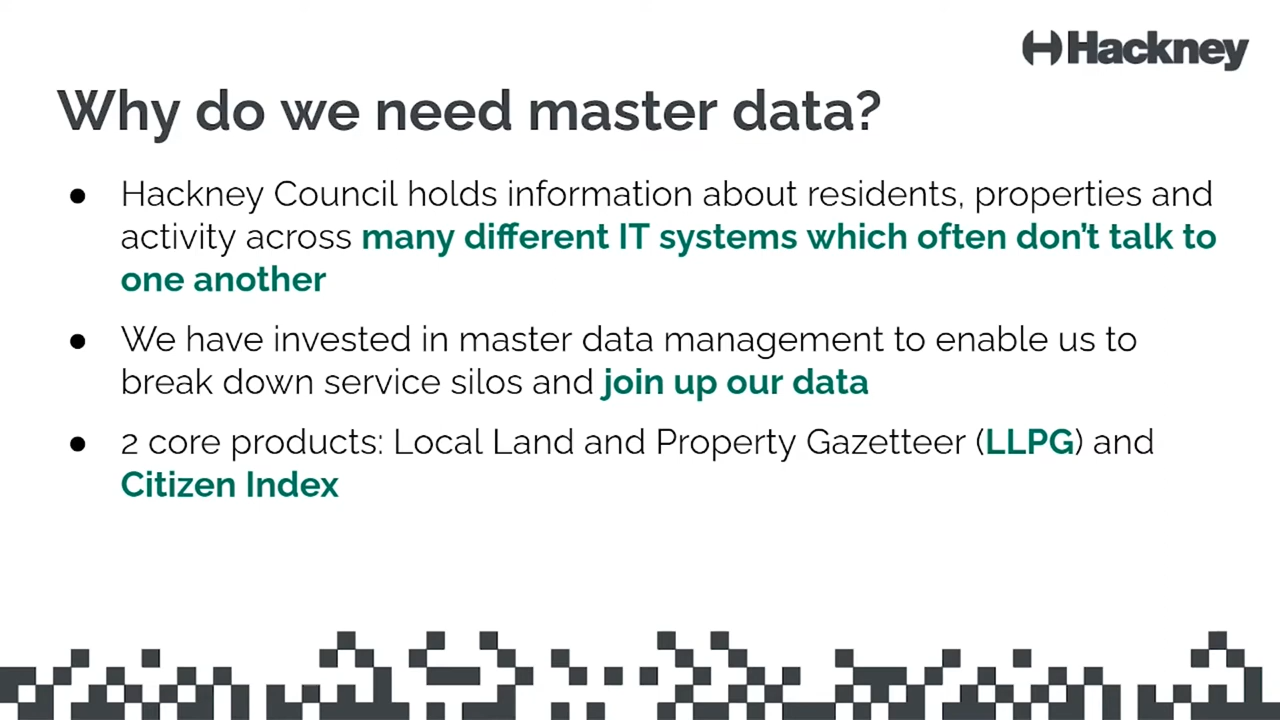 Hackney
Why do we need master data?
● Hackney Council holds information about residents, properties and
activity across many different IT systems which often don’t talk to
one another
● We have invested in master data management to enable us to
break down service silos and join up our data
● 2 core products: Local Land and Property Gazetteer (LLPG) and
Citizen Index